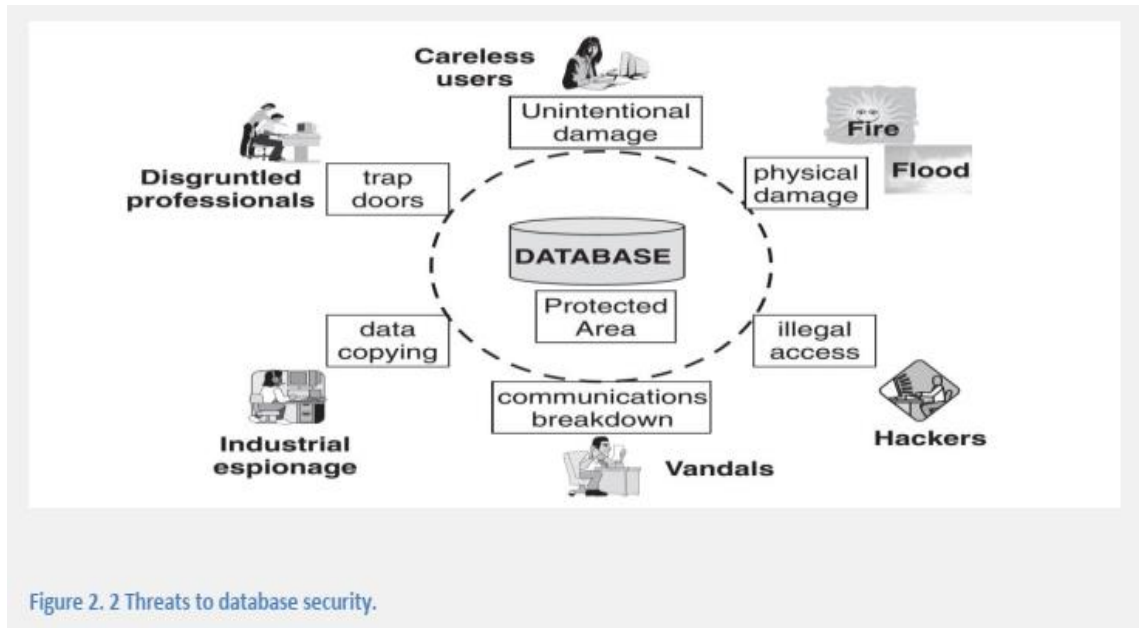 Careless
users
Unintentional
damage
Fire
Flood
physical
damage
Disgruntled
professionals
trap
doors
DATABASE
Protected
Area
data
copying
illegal
access
Industrial
espionage
communications
breakdown
Vandals
Hackers
Figure 2. 2 Threats to database security.